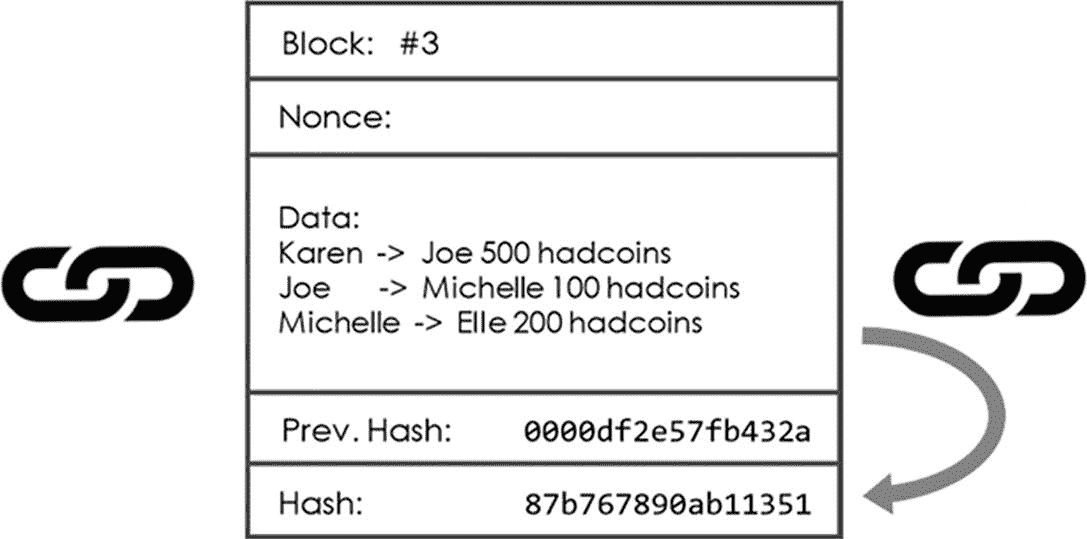 Block: #3
Nonce:
Data:
Karen -> Joe 500 hadcoins
Joe -> Michelle 100 hadcoins
Michelle -> Elle 200 hadcoins
Prev. Hash: 0000df2e57fb432a
Hash: 87b767890ab11351